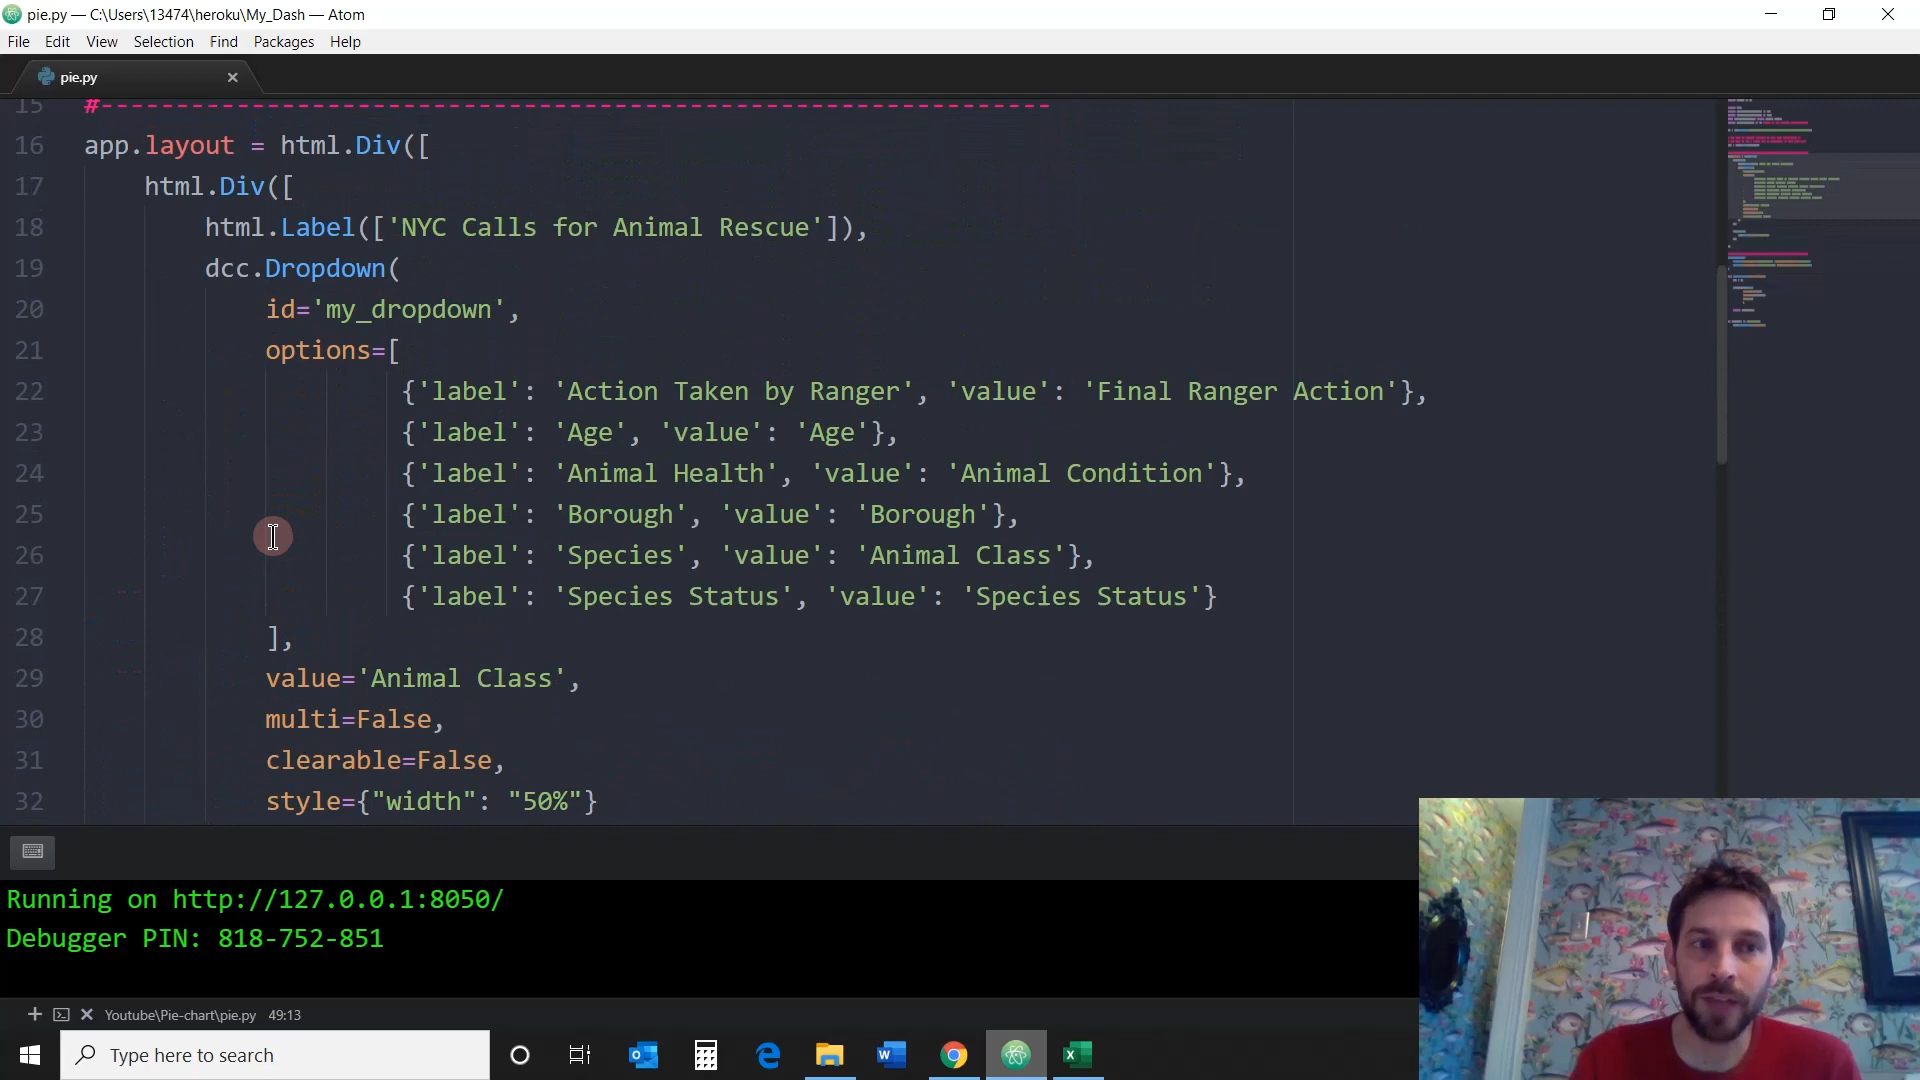 pie.py — C:\Users\13474\heroku\My_Dash — Atom
File Edit View Selection Find Packages Help
pie.py
15 #---------------------------------------------------------------
16 app.layout = html.Div([
17 html.Div([
18 html.Label(['NYC Calls for Animal Rescue']),
19 dcc.Dropdown(
20 id='my_dropdown',
21 options=[
22 {'label': 'Action Taken by Ranger', 'value': 'Final Ranger Action'},
23 {'label': 'Age', 'value': 'Age'},
24 {'label': 'Animal Health', 'value': 'Animal Condition'},
25 {'label': 'Borough', 'value': 'Borough'},
26 {'label': 'Species', 'value': 'Animal Class'},
27 {'label': 'Species Status', 'value': 'Species Status'}
28 ],
29 value='Animal Class',
30 multi=False,
31 clearable=False,
32 style={"width": "50%"}
Running on http://127.0.0.1:8050/
Debugger PIN: 818-752-851
Youtube\Pie-chart\pie.py 49:13
Type here to search